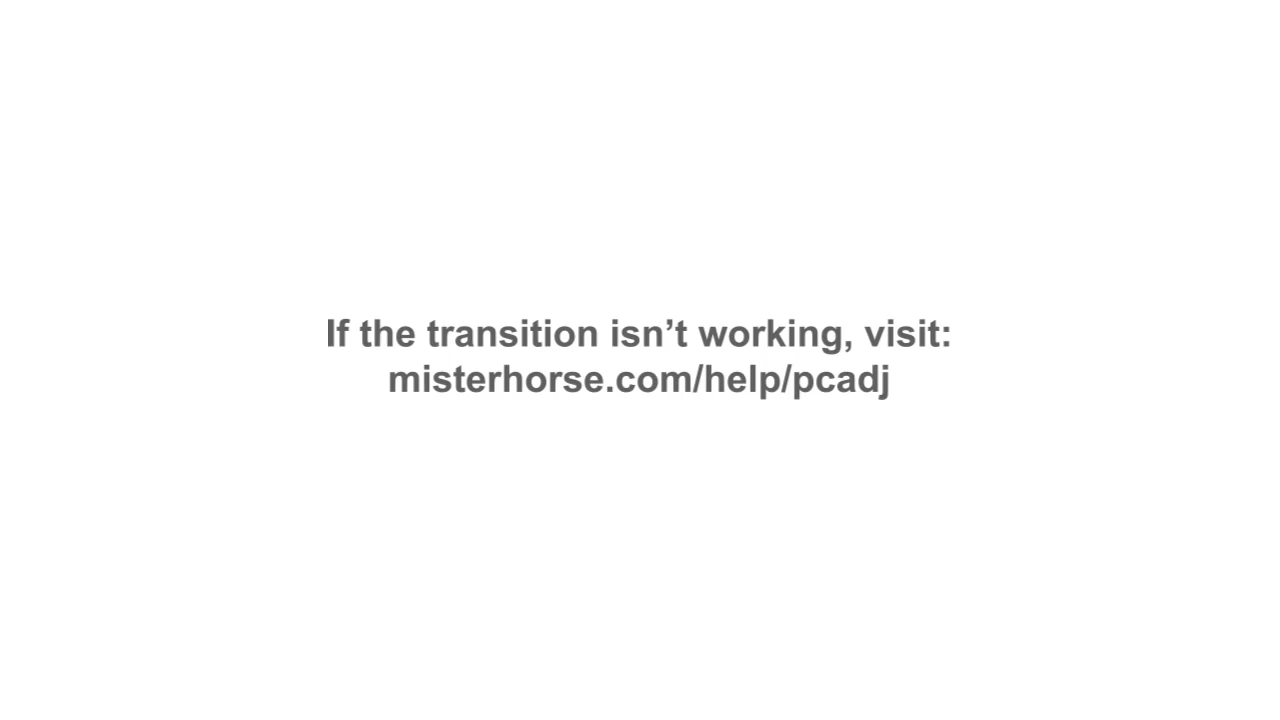 If the transition isn’t working, visit:
misterhorse.com/help/pcadj